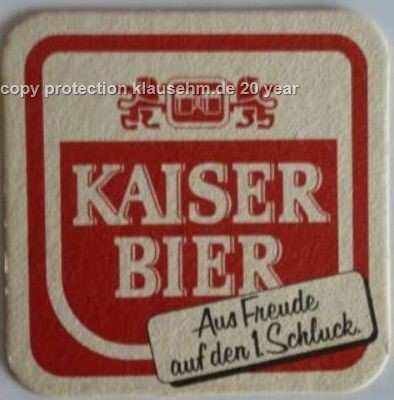 copy protection klausehm.de 20 year
KAISER
BIER
Aus Freude
auf den 1. Schluck.